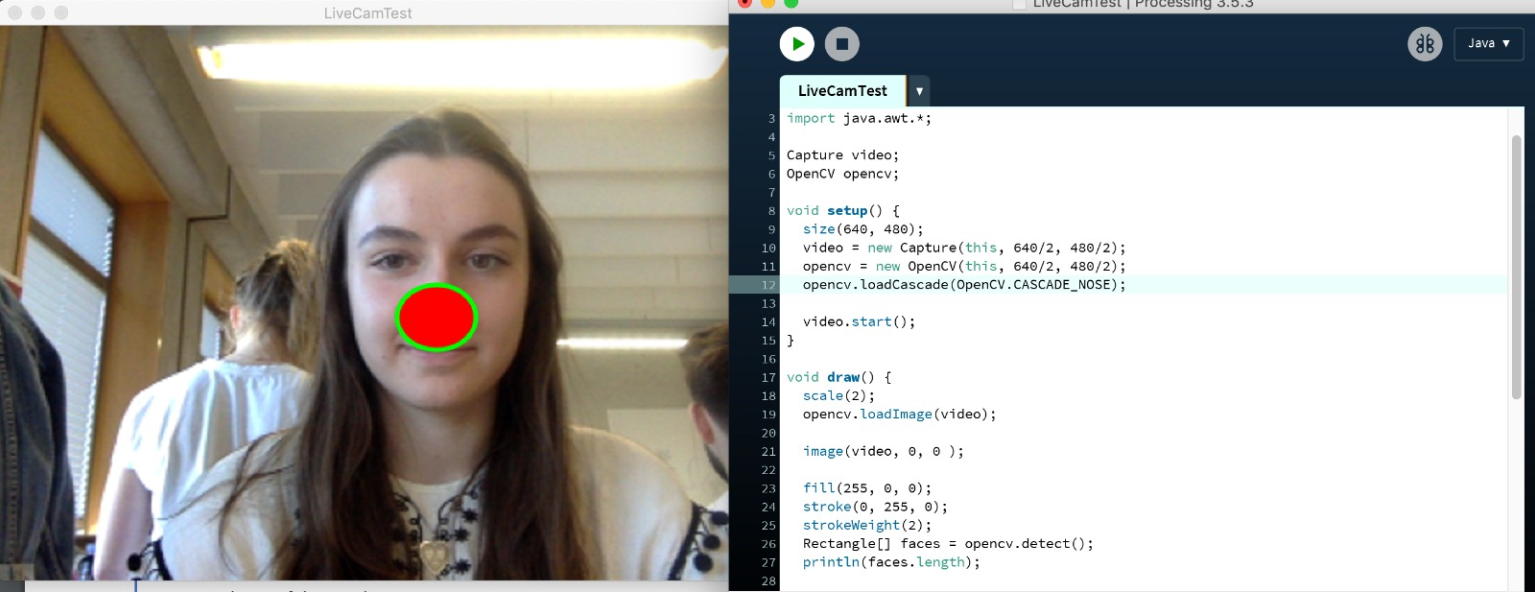 LiveCamTest
LiveCamTest | Processing 3.5.3
Java ▼
LiveCamTest ▼
3 import java.awt.*;
4
5 Capture video;
6 OpenCV opencv;
7
8 void setup() {
9 size(640, 480);
10 video = new Capture(this, 640/2, 480/2);
11 opencv = new OpenCV(this, 640/2, 480/2);
12 opencv.loadCascade(OpenCV.CASCADE_NOSE);
13
14 video.start();
15 }
16
17 void draw() {
18 scale(2);
19 opencv.loadImage(video);
20
21 image(video, 0, 0 );
22
23 fill(255, 0, 0);
24 stroke(0, 255, 0);
25 strokeWeight(2);
26 Rectangle[] faces = opencv.detect();
27 println(faces.length);
28